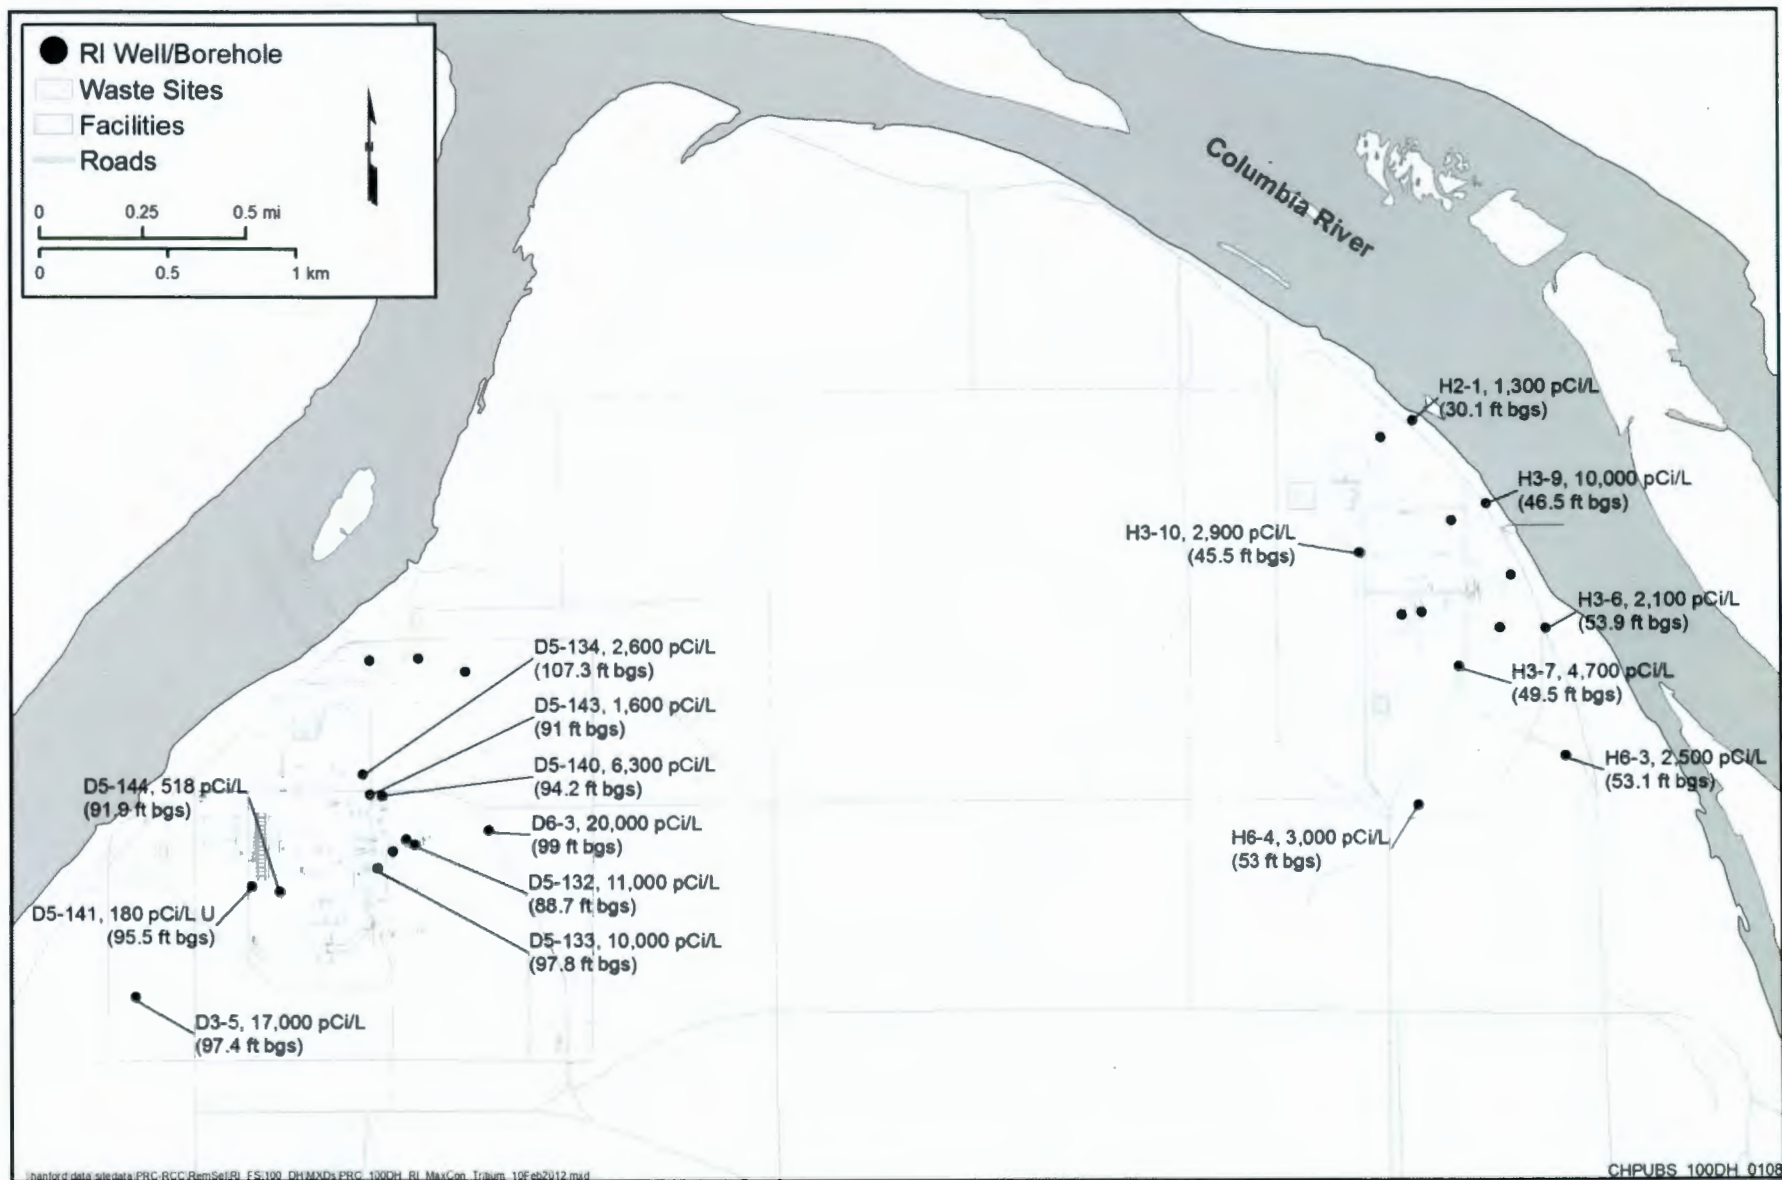 RI Well/Borehole
Waste Sites
Facilities
Roads
0 0.25 0.5 mi
0 0.5 1 km
Columbia River
H2-1, 1,300 pCi/L
(30.1 ft bgs)
H3-9, 10,000 pCi/L
(46.5 ft bgs)
H3-10, 2,900 pCi/L
(45.5 ft bgs)
H3-6, 2,100 pCi/L
(53.9 ft bgs)
H3-7, 4,700 pCi/L
(49.5 ft bgs)
H6-3, 2,500 pCi/L
(53.1 ft bgs)
H6-4, 3,000 pCi/L
(53 ft bgs)
D5-134, 2,600 pCi/L
(107.3 ft bgs)
D5-143, 1,600 pCi/L
(91 ft bgs)
D5-140, 6,300 pCi/L
(94.2 ft bgs)
D5-144, 518 pCi/L
(91.9 ft bgs)
D6-3, 20,000 pCi/L
(99 ft bgs)
D5-132, 11,000 pCi/L
(88.7 ft bgs)
D5-141, 180 pCi/L U
(95.5 ft bgs)
D5-133, 10,000 pCi/L
(97.8 ft bgs)
D3-5, 17,000 pCi/L
(97.4 ft bgs)
CHPUBS_100DH_0108